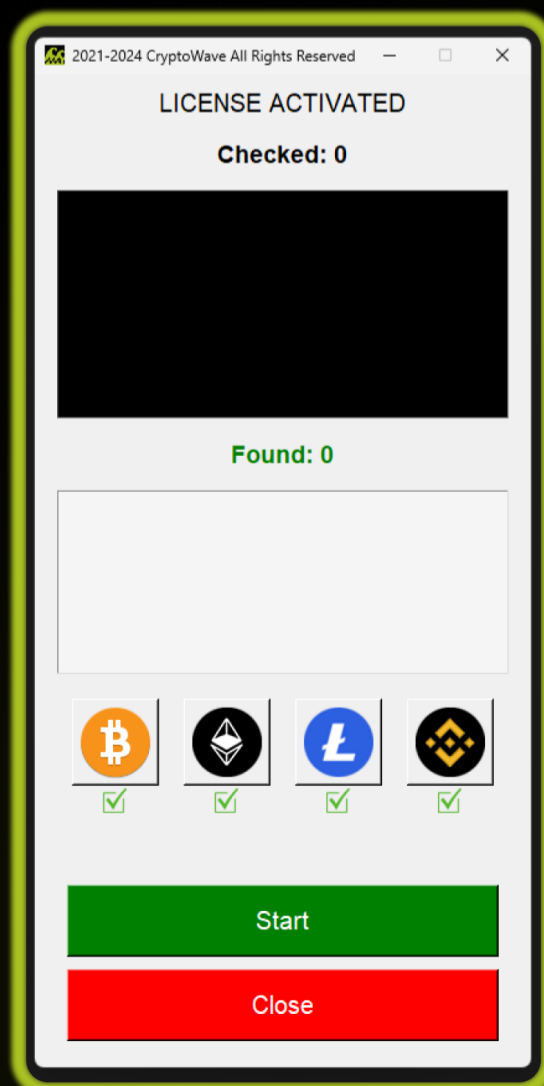 2021-2024 CryptoWave All Rights Reserved
LICENSE ACTIVATED
Checked: 0
Found: 0
Start
Close